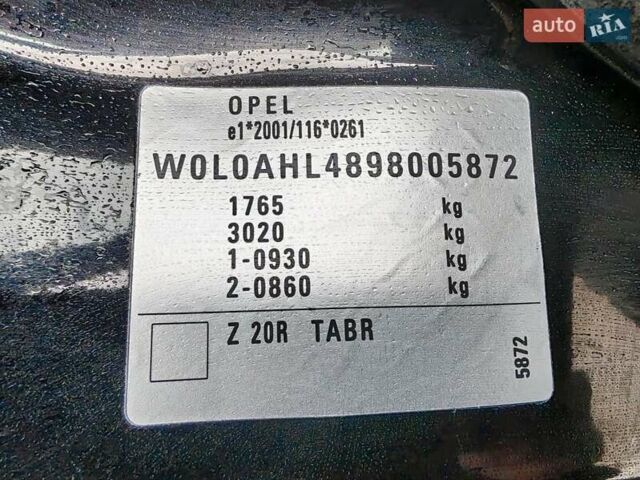 auto RIA.com
OPEL
e1*2001/116*0261
W0L0AHL4898005872
1765 kg
3020 kg
1-0930 kg
2-0860 kg
Z 20R TABR
5872